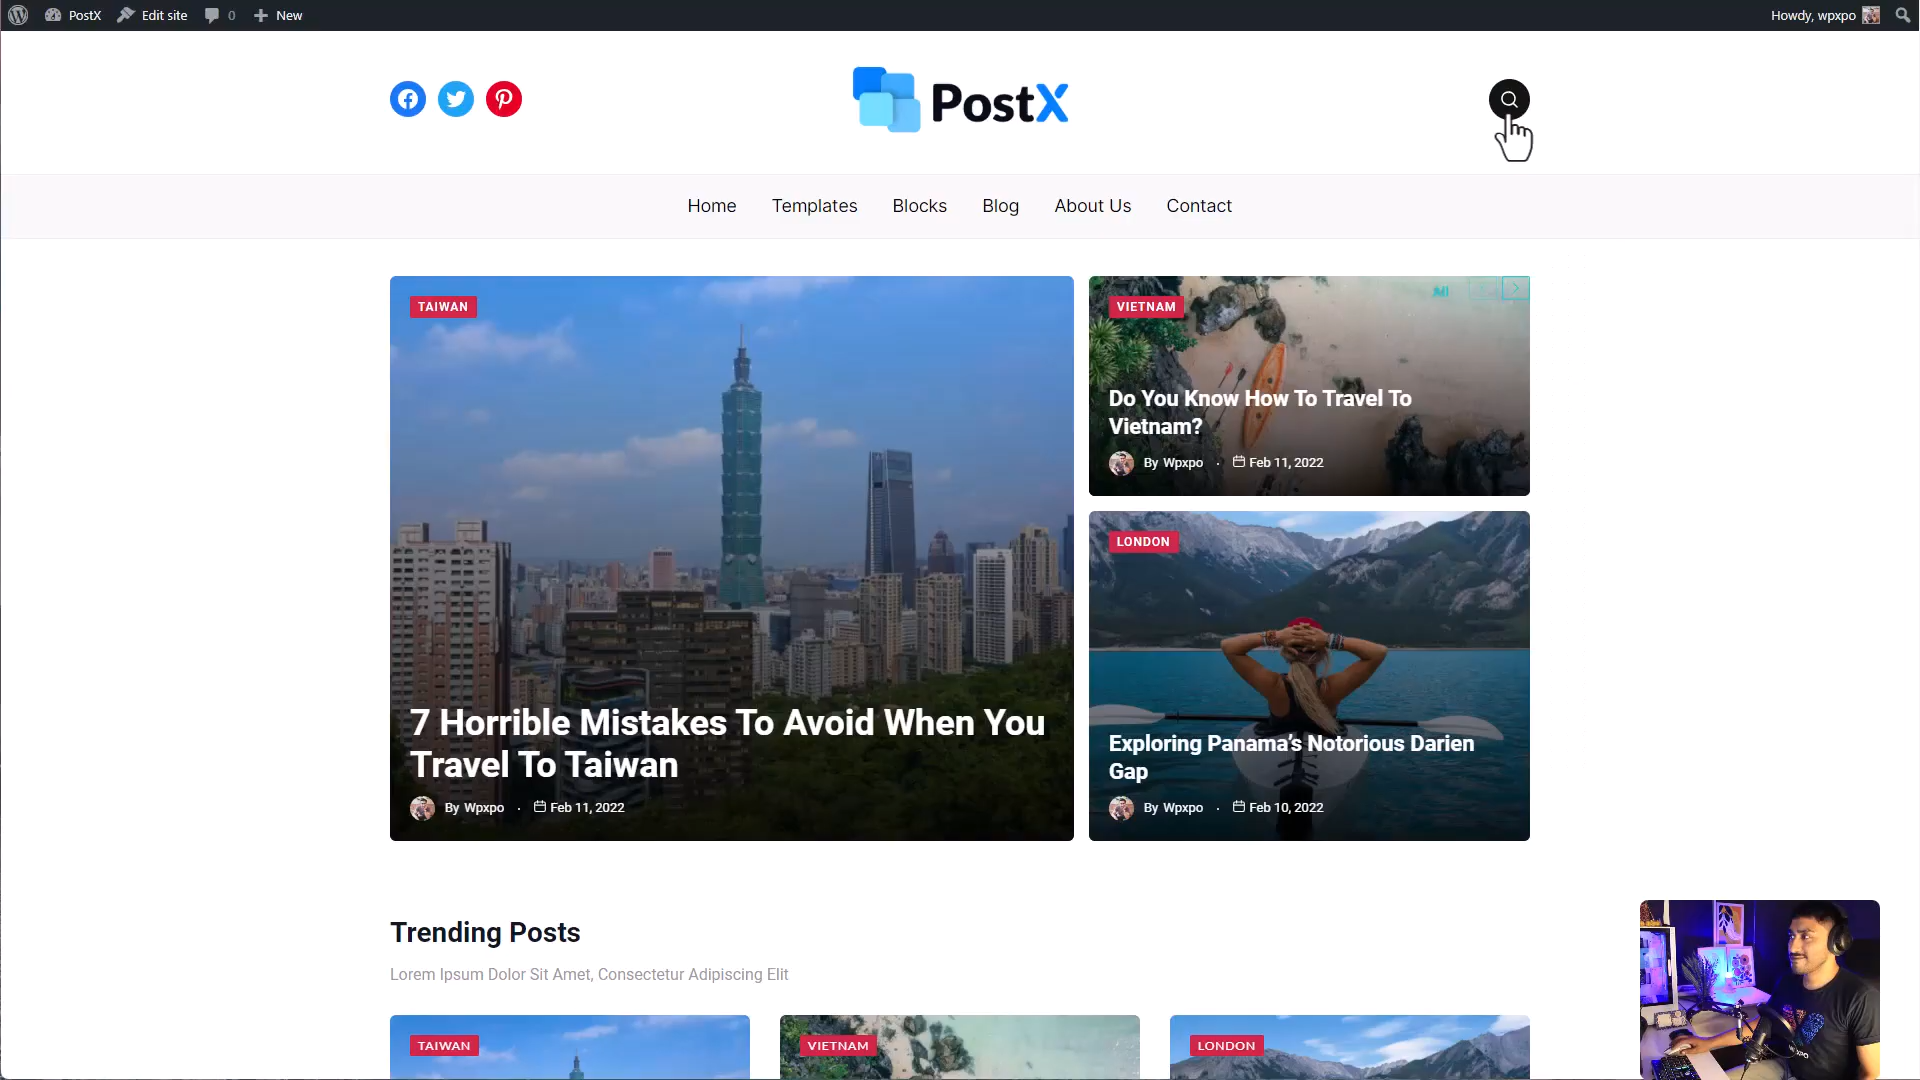 PostX
Edit site
0
New
Howdy, wpxpo
PostX
Home
Templates
Blocks
Blog
About Us
Contact
TAIWAN
7 Horrible Mistakes To Avoid When You
Travel To Taiwan
By Wpxpo . Feb 11, 2022
VIETNAM
All
Do You Know How To Travel To
Vietnam?
By Wpxpo . Feb 11, 2022
LONDON
Exploring Panama’s Notorious Darien
Gap
By Wpxpo . Feb 10, 2022
Trending Posts
Lorem Ipsum Dolor Sit Amet, Consectetur Adipiscing Elit
TAIWAN
VIETNAM
LONDON